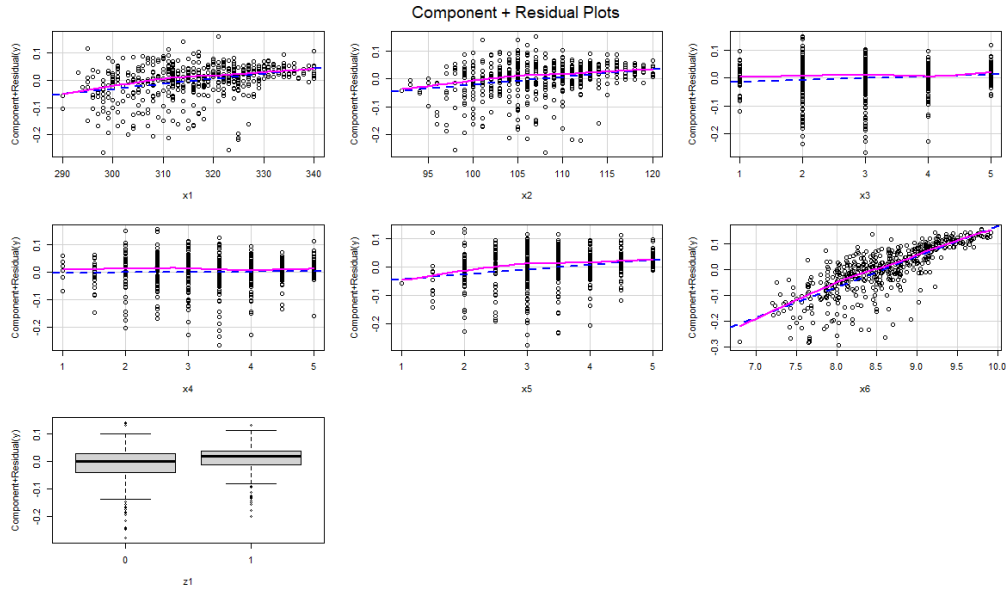 Component + Residual Plots
Component+Residual(y)
0.1
0.0
-0.1
-0.2
290 300 310 320 330 340
x1
Component+Residual(y)
0.1
0.0
-0.1
-0.2
95 100 105 110 115 120
x2
Component+Residual(y)
0.1
0.0
-0.1
-0.2
1 2 3 4 5
x3
Component+Residual(y)
0.1
0.0
-0.1
-0.2
1 2 3 4 5
x4
Component+Residual(y)
0.1
0.0
-0.1
-0.2
1 2 3 4 5
x5
Component+Residual(y)
0.1
0.0
-0.1
-0.2
-0.3
7.0 7.5 8.0 8.5 9.0 9.5 10.0
x6
Component+Residual(y)
0.1
0.0
-0.1
-0.2
0 1
z1